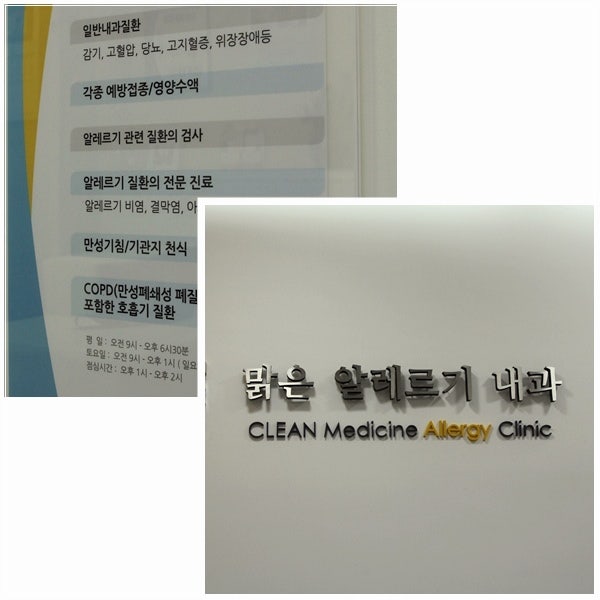 일반내과질환
감기, 고혈압, 당뇨, 고지혈증, 위장장애등
각종 예방접종/영양수액
알레르기 관련 질환의 검사
알레르기 질환의 전문 진료
알레르기 비염, 결막염, 아
만성기침/기관지 천식
COPD(만성폐쇄성 폐질
포함한 호흡기 질환
평 일 : 오전 9시 - 오후 6시30분
토요일 : 오전 9시 - 오후 1시 ( 일요
점심시간 : 오후 1시 - 오후 2시
맑은 알레르기 내과
CLEAN Medicine Allergy Clinic